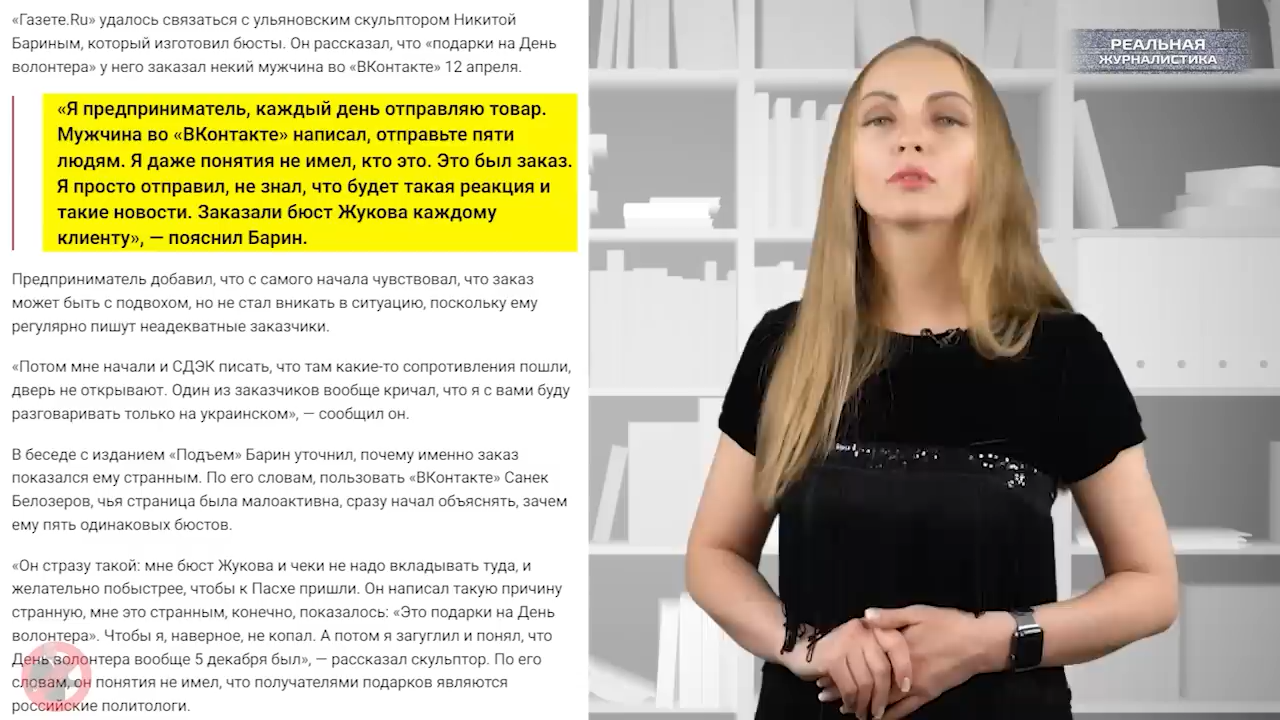 «Газете.Ru» удалось связаться с ульяновским скульптором Никитой
Бариным, который изготовил бюсты. Он рассказал, что «подарки на День
волонтера» у него заказал некий мужчина во «ВКонтакте» 12 апреля.
«Я предприниматель, каждый день отправляю товар.
Мужчина во «ВКонтакте» написал, отправьте пяти
людям. Я даже понятия не имел, кто это. Это был заказ.
Я просто отправил, не знал, что будет такая реакция и
такие новости. Заказали бюст Жукова каждому
клиенту», — пояснил Барин.
Предприниматель добавил, что с самого начала чувствовал, что заказ
может быть с подвохом, но не стал вникать в ситуацию, поскольку ему
регулярно пишут неадекватные заказчики.
«Потом мне начали и СДЭК писать, что там какие-то сопротивления пошли,
дверь не открывают. Один из заказчиков вообще кричал, что я с вами буду
разговаривать только на украинском», — сообщил он.
В беседе с изданием «Подъем» Барин уточнил, почему именно заказ
показался ему странным. По его словам, пользовать «ВКонтакте» Санек
Белозеров, чья страница была малоактивна, сразу начал объяснять, зачем
ему пять одинаковых бюстов.
«Он стразу такой: мне бюст Жукова и чеки не надо вкладывать туда, и
желательно побыстрее, чтобы к Пасхе пришли. Он написал такую причину
странную, мне это странным, конечно, показалось: «Это подарки на День
волонтера». Чтобы я, наверное, не копал. А потом я загуглил и понял, что
День волонтера вообще 5 декабря был», — рассказал скульптор. По его
словам, он понятия не имел, что получателями подарков являются
российские политологи.
РЕАЛЬНАЯ
ЖУРНАЛИСТИКА